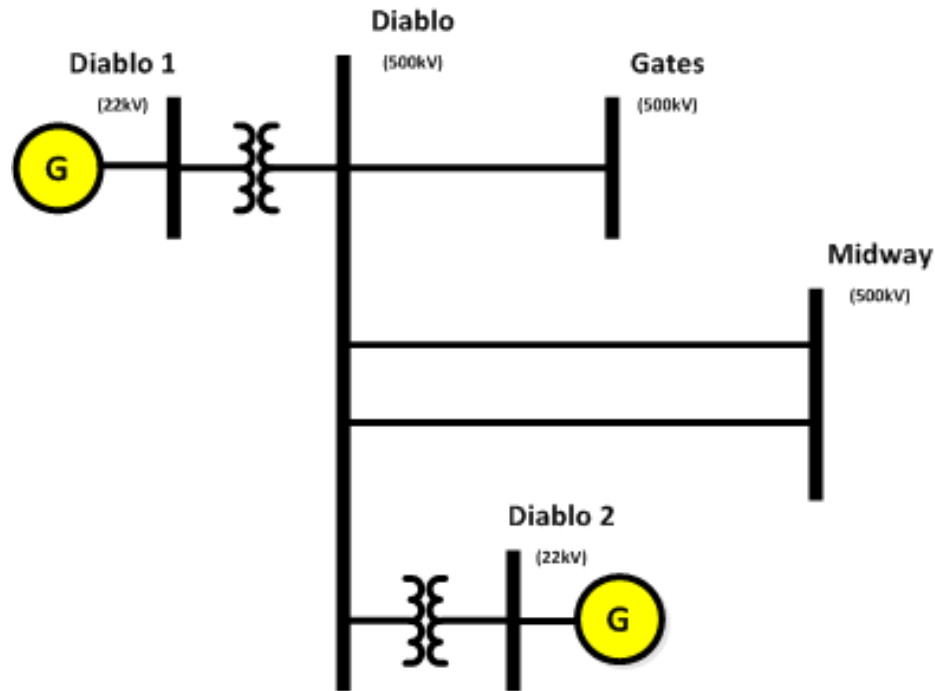 Diablo
(500kV)
Diablo 1
(22kV)
Gates
(500kV)
G
Midway
(500kV)
Diablo 2
(22kV)
G